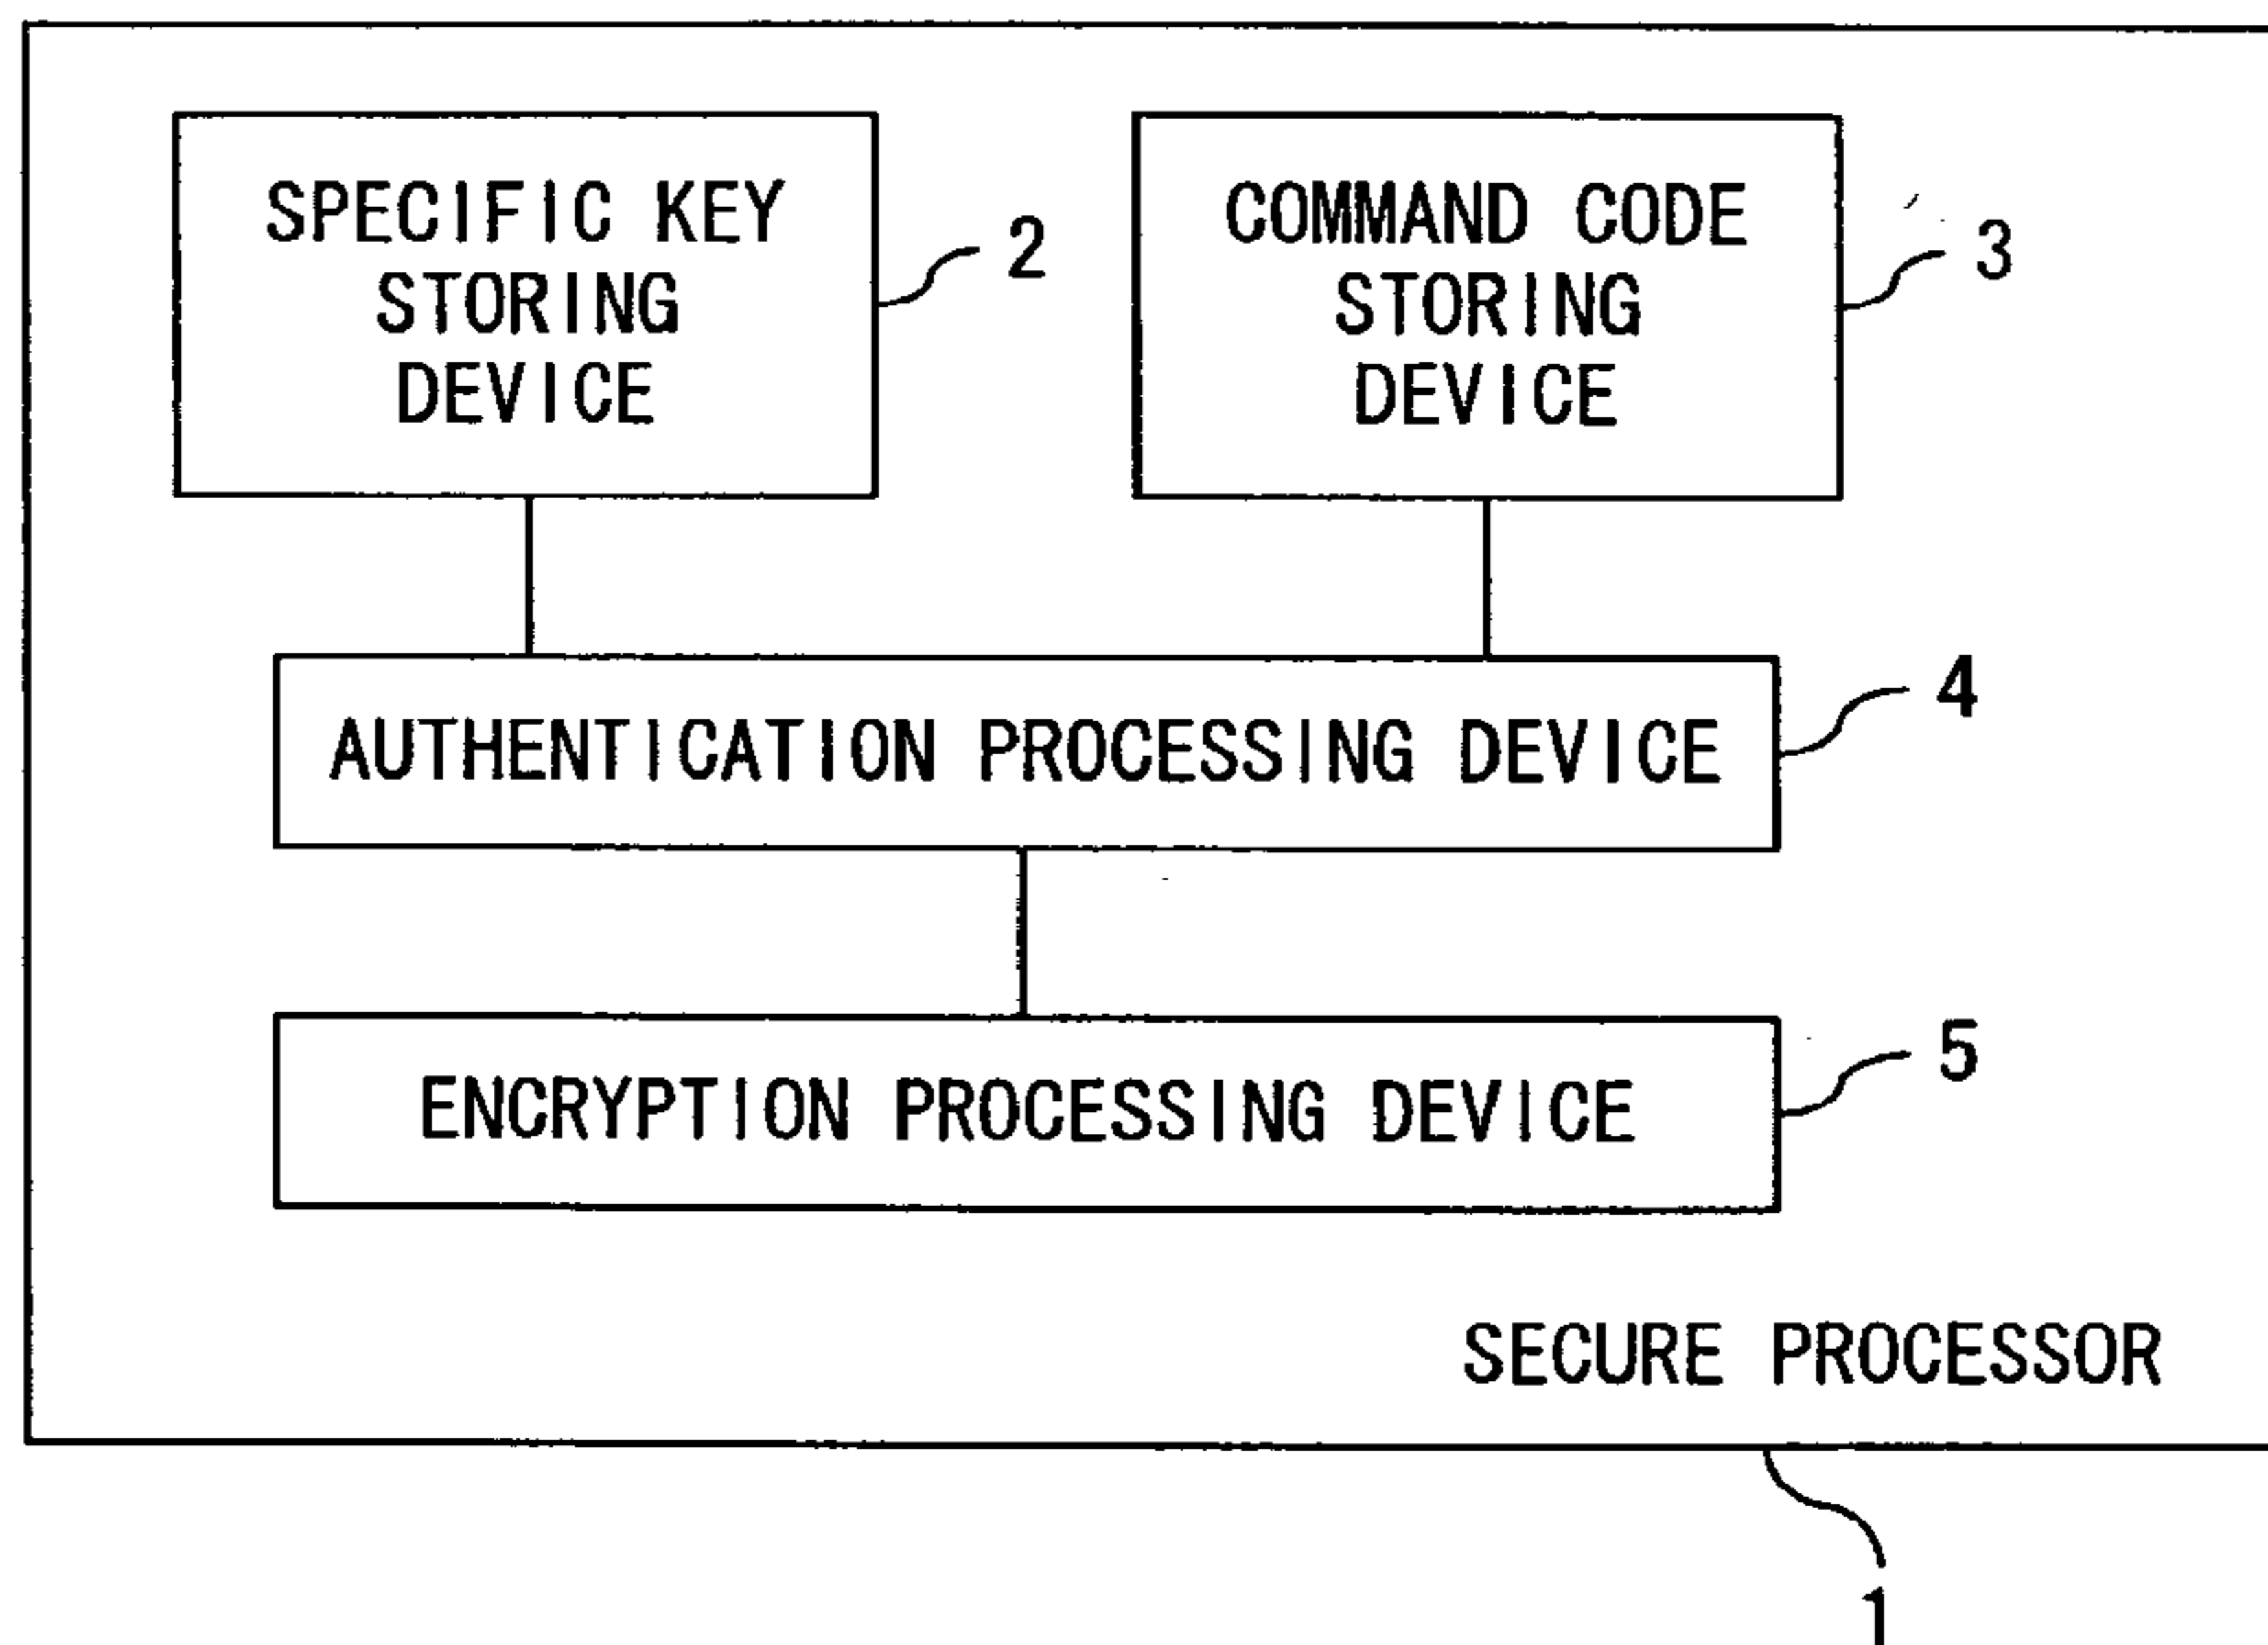 SPECIFIC KEY
STORING
DEVICE
2
COMMAND CODE
STORING
DEVICE
3
AUTHENTICATION PROCESSING DEVICE
4
ENCRYPTION PROCESSING DEVICE
5
SECURE PROCESSOR
1